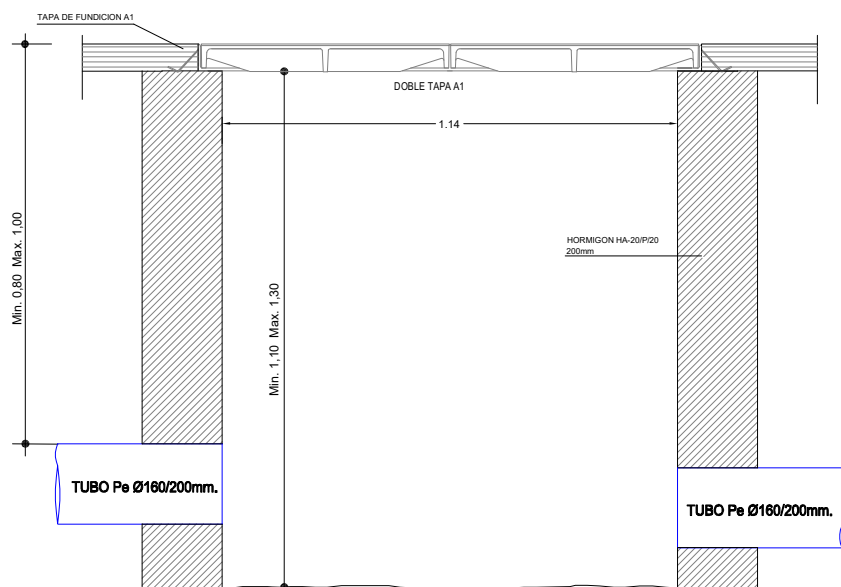 TAPA DE FUNDICION A1
DOBLE TAPA A1
1.14
HORMIGON HA-20/P/20
200mm
Min. 0,80 Max. 1,00
Min. 1,10 Max. 1,30
TUBO Pe Ø160/200mm.
TUBO Pe Ø160/200mm.